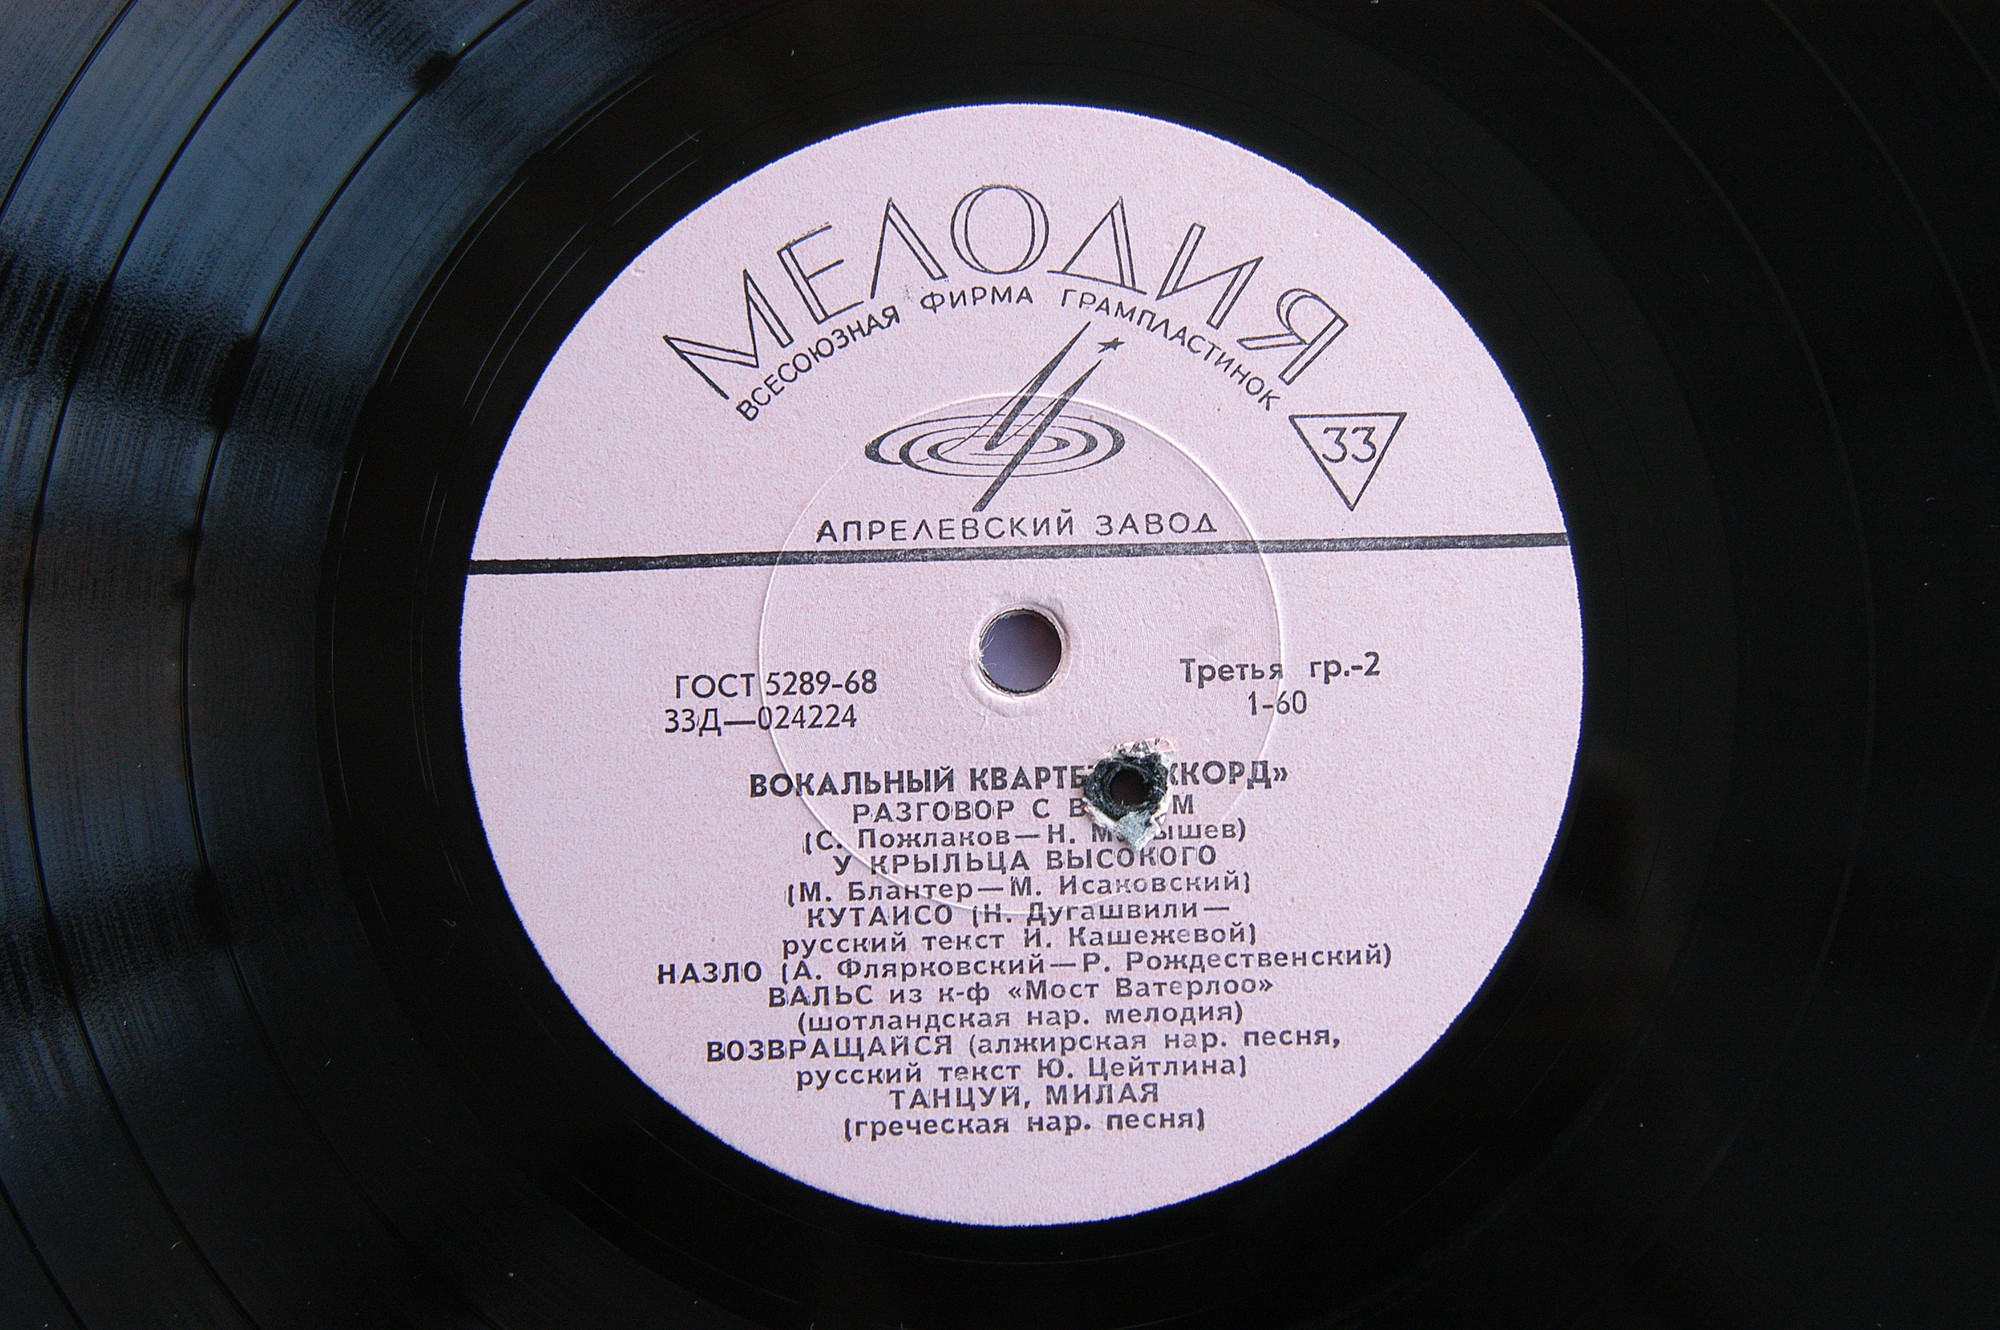 МЕЛОДИЯ
ВСЕСОЮЗНАЯ ФИРМА ГРАМПЛАСТИНОК
33
АПРЕЛЕВСКИЙ ЗАВОД
ГОСТ 5289-68
33Д—024224
Третья гр.-2
1-60
ВОКАЛЬНЫЙ
РАЗГОВОР С
(С. Пожлаков—Н.
У КРЫЛЬЦА ВЫСОКОГО
(М. Блантер—М. Исаковский)
КУТАИСО (Н. Дугашвили—
русский текст И. Кашежевой)
НАЗЛО (А. Флярковский—Р. Рождественский)
ВАЛЬС из к-ф «Мост Ватерлоо»
(шотландская нар. мелодия)
ВОЗВРАЩАЙСЯ (алжирская нар. песня,
русский текст Ю. Цейтлина)
ТАНЦУЙ, МИЛАЯ
(греческая нар. песня)